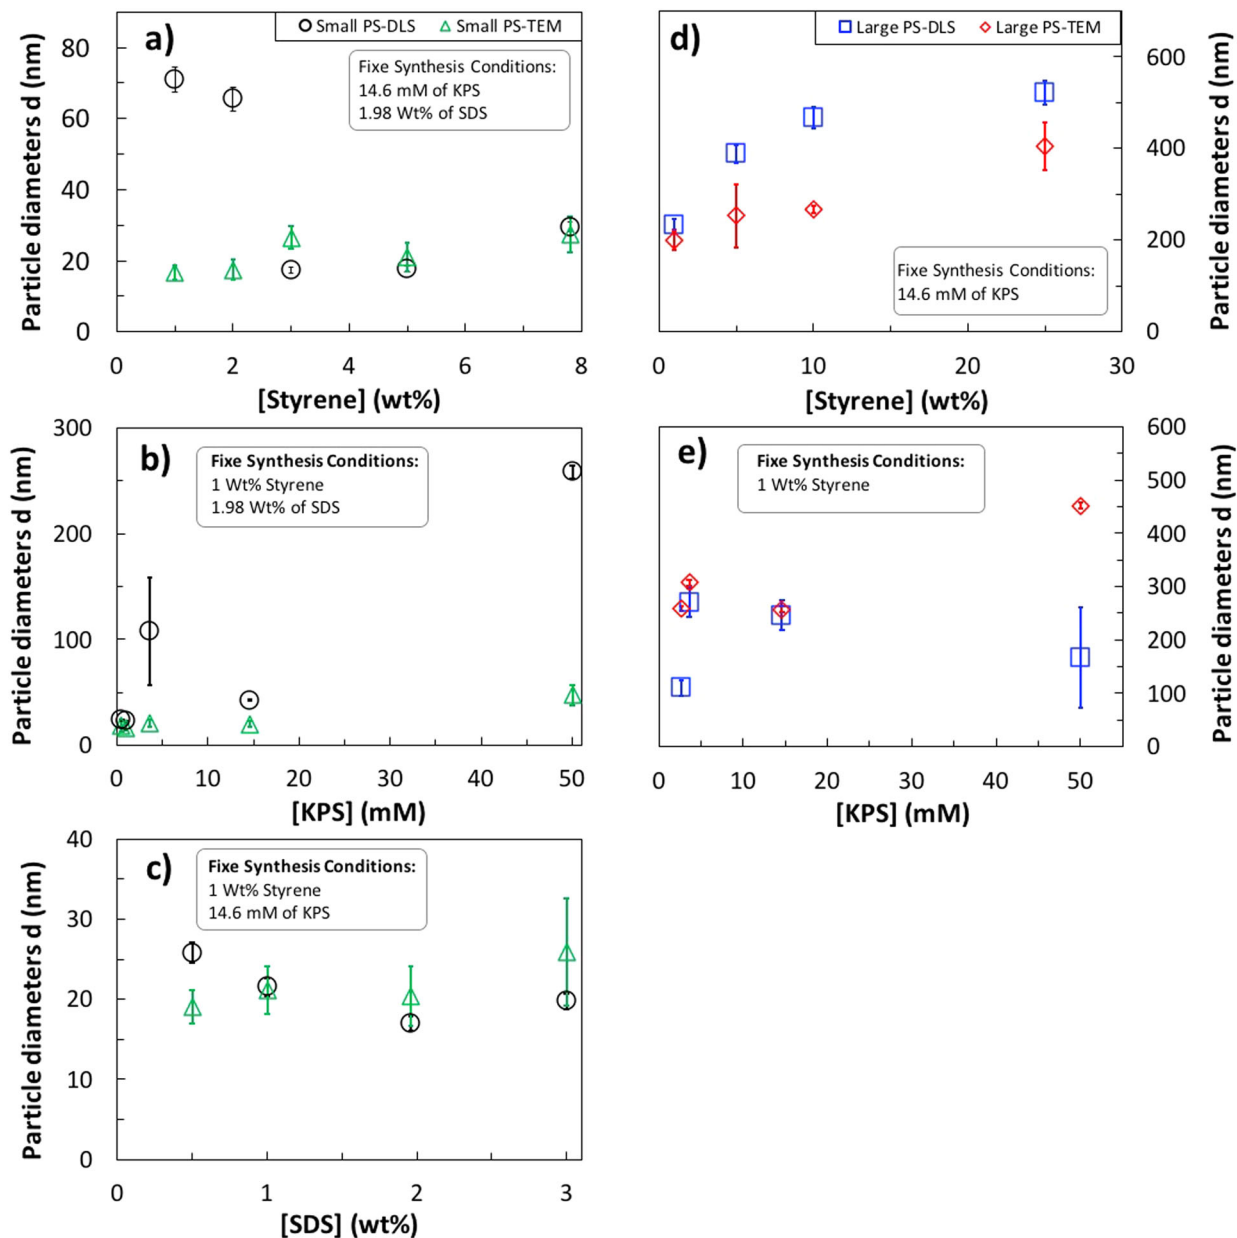 a)
Small PS-DLS Small PS-TEM
Fixe Synthesis Conditions:
14.6 mM of KPS
1.98 Wt% of SDS
Particle diameters d (nm)
80
60
40
20
0
0 2 4 6 8
[Styrene] (wt%)
d)
Large PS-DLS Large PS-TEM
Fixe Synthesis Conditions:
14.6 mM of KPS
Particle diameters d (nm)
600
400
200
0
0 10 20 30
[Styrene] (wt%)
b)
Fixe Synthesis Conditions:
1 Wt% Styrene
1.98 Wt% of SDS
Particle diameters d (nm)
300
200
100
0
0 10 20 30 40 50
[KPS] (mM)
e)
Fixe Synthesis Conditions:
1 Wt% Styrene
Particle diameters d (nm)
600
500
400
300
200
100
0
0 10 20 30 40 50
[KPS] (mM)
c)
Fixe Synthesis Conditions:
1 Wt% Styrene
14.6 mM of KPS
Particle diameters d (nm)
40
30
20
10
0
0 1 2 3
[SDS] (wt%)